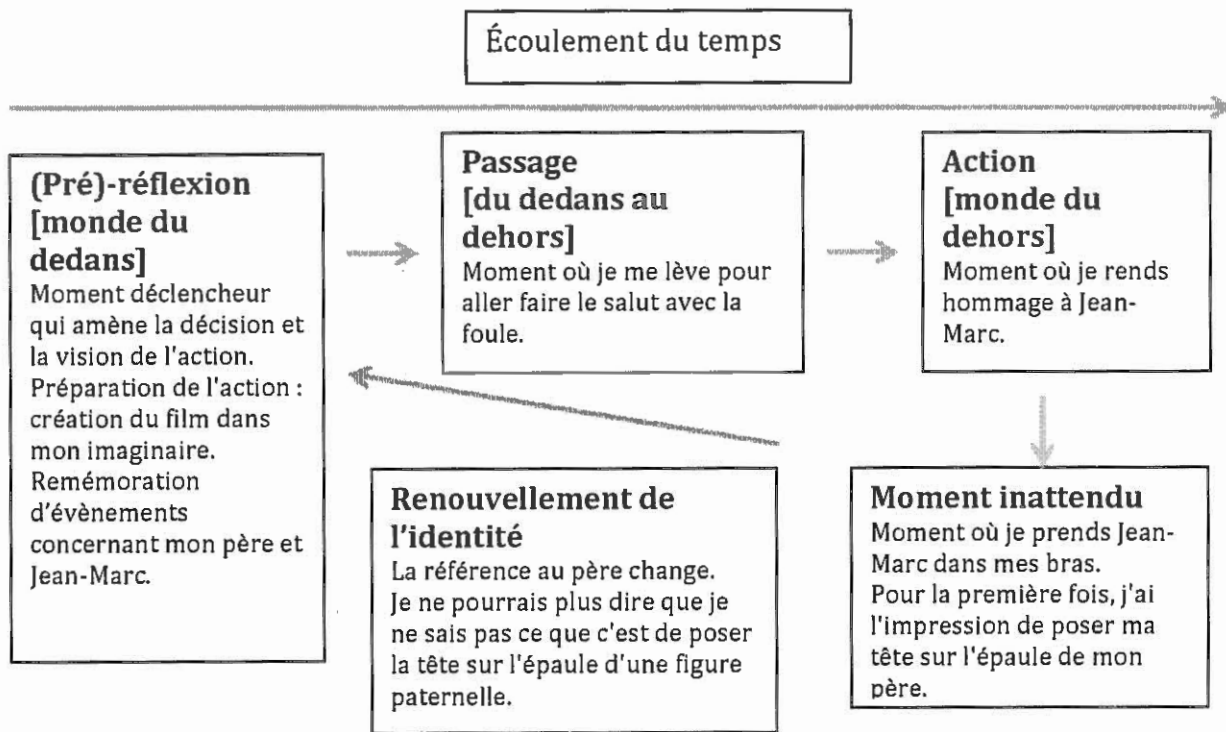 Écoulement du temps
(Pré)-réflexion
[monde du
dedans]
Moment déclencheur
qui amène la décision et
la vision de l'action.
Préparation de l'action :
création du film dans
mon imaginaire.
Remémoration
d'évènements
concernant mon père et
Jean-Marc.
Passage
[du dedans au
dehors]
Moment où je me lève pour
aller faire le salut avec la
foule.
Action
[monde du
dehors]
Moment où je rends
hommage à Jean-
Marc.
Moment inattendu
Moment où je prends Jean-
Marc dans mes bras.
Pour la première fois, j'ai
l'impression de poser ma
tête sur l'épaule de mon
père.
Renouvellement de
l'identité
La référence au père change.
Je ne pourrais plus dire que je
ne sais pas ce que c'est de poser
la tête sur l'épaule d'une figure
paternelle.